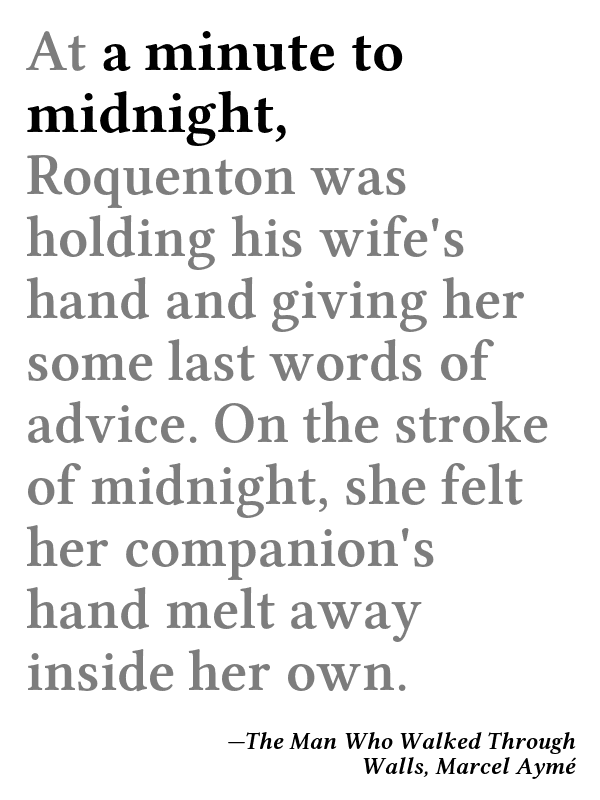 At a minute to
midnight,
Roquenton was
holding his wife's
hand and giving her
some last words of
advice. On the stroke
of midnight, she felt
her companion's
hand melt away
inside her own.
—The Man Who Walked Through
Walls, Marcel Aymé